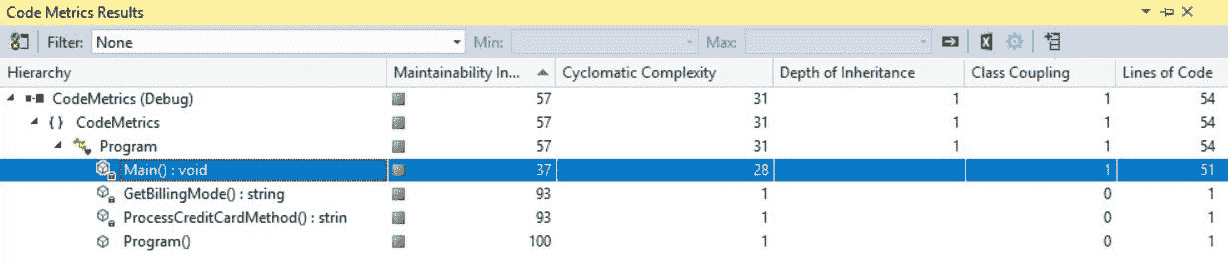 Code Metrics Results
Filter: None Min: Max:
Hierarchy Maintainability In... Cyclomatic Complexity Depth of Inheritance Class Coupling Lines of Code
CodeMetrics (Debug) 57 31 1 1 54
{ } CodeMetrics 57 31 1 1 54
Program 57 31 1 1 54
Main() : void 37 28 1 51
GetBillingMode() : string 93 1 0 1
ProcessCreditCardMethod() : strin 93 1 0 1
Program() 100 1 0 1